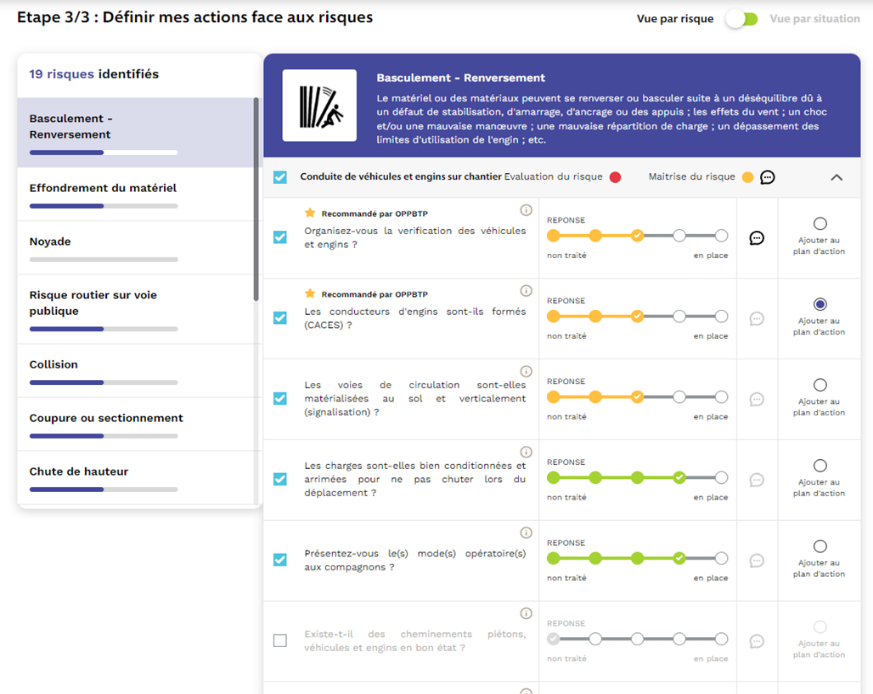 Etape 3/3 : Définir mes actions face aux risques
Vue par risque
Vue par situation
19 risques identifiés
Basculement -
Renversement
Effondrement du matériel
Noyade
Risque routier sur voie
publique
Collision
Coupure ou sectionnement
Chute de hauteur
Basculement - Renversement
Le matériel ou des matériaux peuvent se renverser ou basculer suite à un déséquilibre dû à
un défaut de stabilisation, d'amarrage, d'ancrage ou des appuis ; les effets du vent ; un choc
et/ou une mauvaise manœuvre ; une mauvaise répartition de charge ; un dépassement des
limites d'utilisation de l'engin ; etc.
Conduite de véhicules et engins sur chantier Evaluation du risque
Maitrise du risque
Recommandé par OPPBTP
Organisez-vous la verification des véhicules
et engins ?
REPONSE
non traité
en place
Ajouter au
plan d'action
Recommandé par OPPBTP
Les conducteurs d'engins sont-ils formés
(CACES) ?
REPONSE
non traité
en place
Ajouter au
plan d'action
Les voies de circulation sont-elles
matérialisées au sol et verticalement
(signalisation) ?
REPONSE
non traité
en place
Ajouter au
plan d'action
Les charges sont-elles bien conditionnées et
arrimées pour ne pas chuter lors du
déplacement ?
REPONSE
non traité
en place
Ajouter au
plan d'action
Présentez-vous le(s) mode(s) opératoire(s)
aux compagnons ?
REPONSE
non traité
en place
Ajouter au
plan d'action
Existe-t-il des cheminements piétons,
véhicules et engins en bon état ?
REPONSE
non traité
en place
Ajouter au
plan d'action